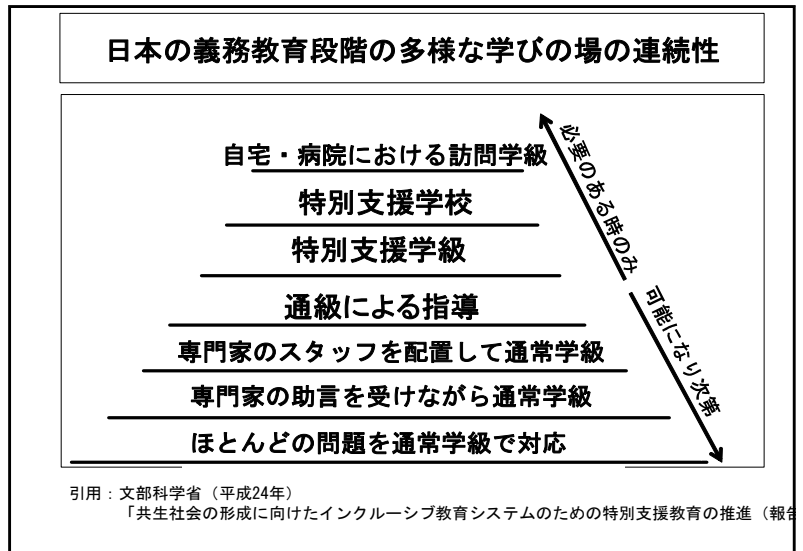 日本の義務教育段階の多様な学びの場の連続性
自宅・病院における訪問学級
特別支援学校
特別支援学級
通級による指導
専門家のスタッフを配置して通常学級
専門家の助言を受けながら通常学級
ほとんどの問題を通常学級で対応
必要のある時のみ
可能になり次第
引用：文部科学省（平成24年）
「共生社会の形成に向けたインクルーシブ教育システムのための特別支援教育の推進（報告